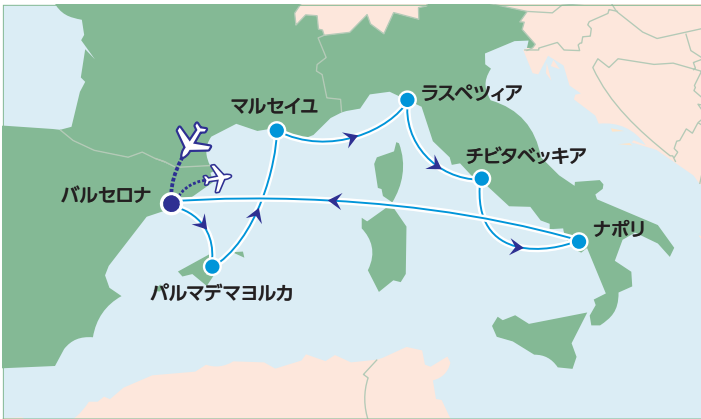 ラスペツィア
マルセイユ
チビタベッキア
バルセロナ
ナポリ
パルマデマヨルカ